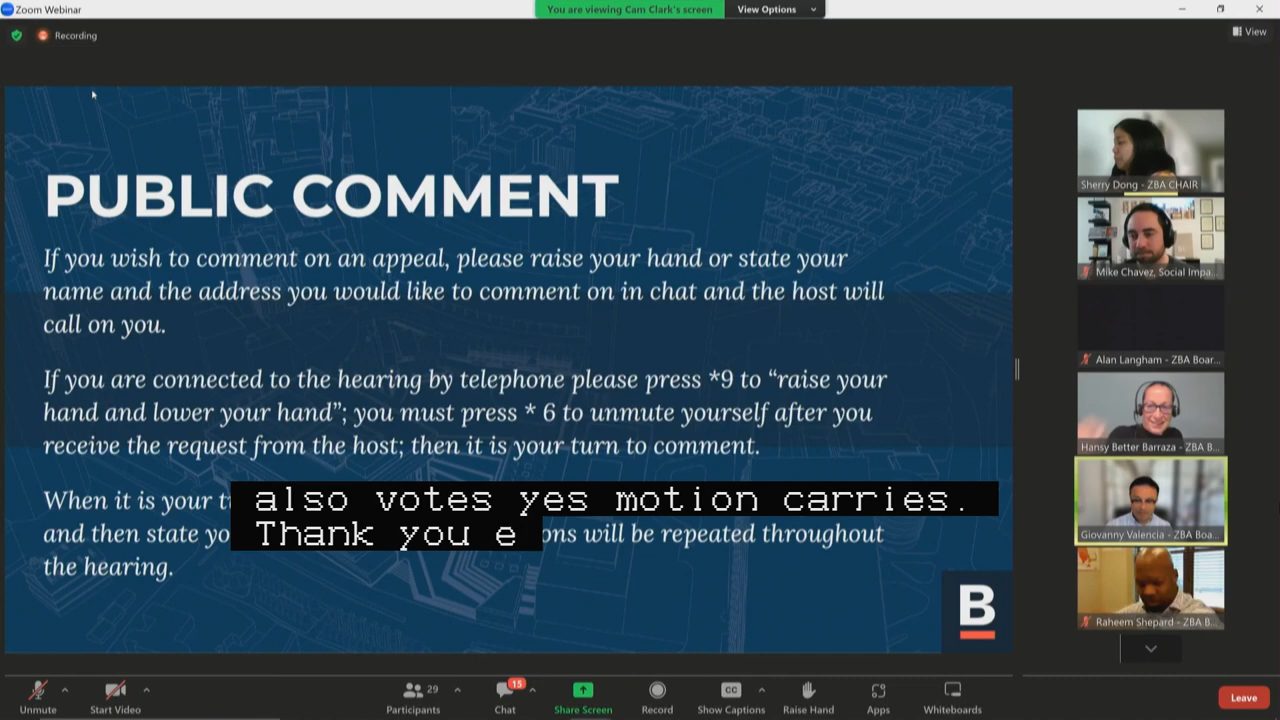 Zoom Webinar
You are viewing Cam Clark's screen
View Options
Recording
View
PUBLIC COMMENT
If you wish to comment on an appeal, please raise your hand or state your
name and the address you would like to comment on in chat and the host will
call on you.
If you are connected to the hearing by telephone please press *9 to “raise your
hand and lower your hand”; you must press * 6 to unmute yourself after you
receive the request from the host; then it is your turn to comment.
When it is your
and then state
will be repeated throughout
the hearing.
also votes yes motion carries.
Thank you e
B
Sherry Dong - ZBA CHAIR
Mike Chavez, Social Impa...
Alan Langham - ZBA Boar...
Hansy Better Barraza - ZBA B...
Giovanny Valencia - ZBA Boa...
Raheem Shepard - ZBA B...
Unmute
Start Video
29
Participants
15
Chat
Share Screen
Record
CC
Show Captions
Raise Hand
Apps
Whiteboards
Leave